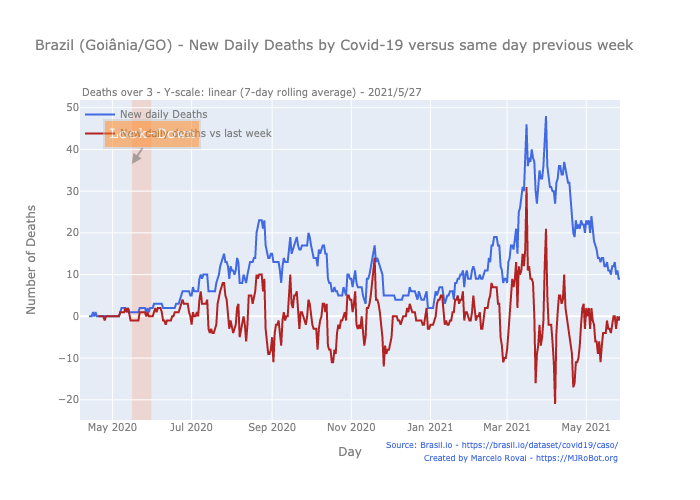 Brazil (Goiânia/GO) - New Daily Deaths by Covid-19 versus same day previous week
Deaths over 3 - Y-scale: linear (7-day rolling average) - 2021/5/27
New daily Deaths
Lock Down
New daily deaths vs last week
50
40
30
20
10
0
−10
−20
Number of Deaths
May 2020
Jul 2020
Sep 2020
Nov 2020
Jan 2021
Mar 2021
May 2021
Day
Source: Brasil.io - https://brasil.io/dataset/covid19/caso/
Created by Marcelo Rovai - https://MJRoBot.org